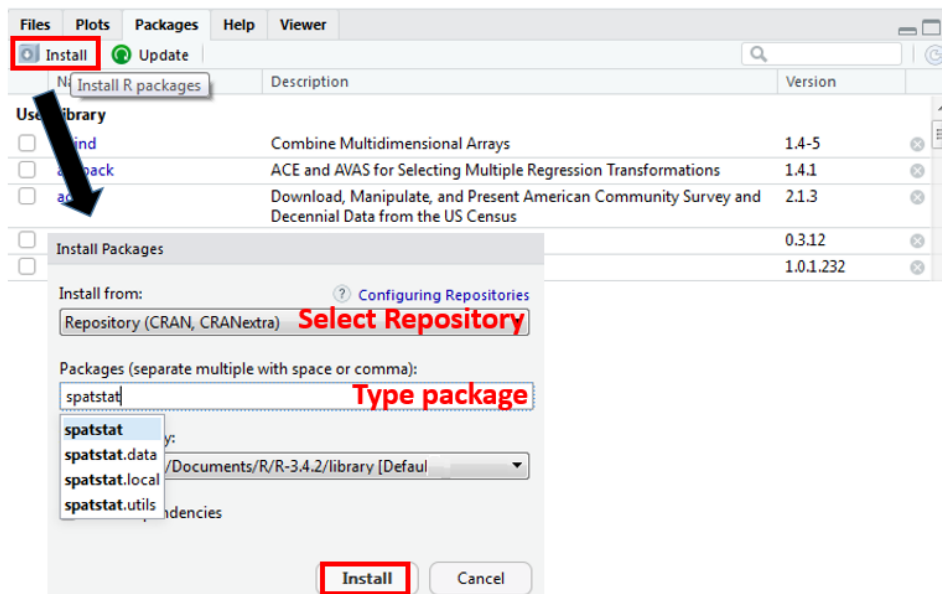 Files Plots Packages Help Viewer
Install Update
Description Version
Install R packages
Library
Combine Multidimensional Arrays 1.4-5
ACE and AVAS for Selecting Multiple Regression Transformations 1.4.1
Download, Manipulate, and Present American Community Survey and 2.1.3
Decennial Data from the US Census
0.3.12
1.0.1.232
Install Packages
Install from: ? Configuring Repositories
Repository (CRAN, CRANextra) Select Repository
Packages (separate multiple with space or comma):
spatstat Type package
spatstat
spatstat.data
/Documents/R/R-3.4.2/library [Defaul
spatstat.local
spatstat.utils
Install Cancel